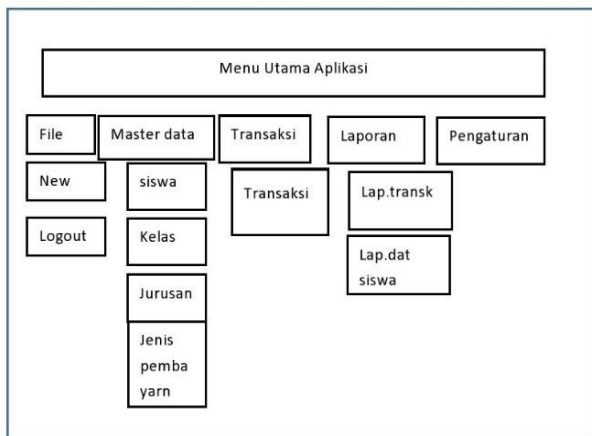 Menu Utama Aplikasi
File
Master data
Transaksi
Laporan
Pengaturan
New
siswa
Transaksi
Lap.transk
Logout
Kelas
Lap.dat
siswa
Jurusan
Jenis
pemba
yarn